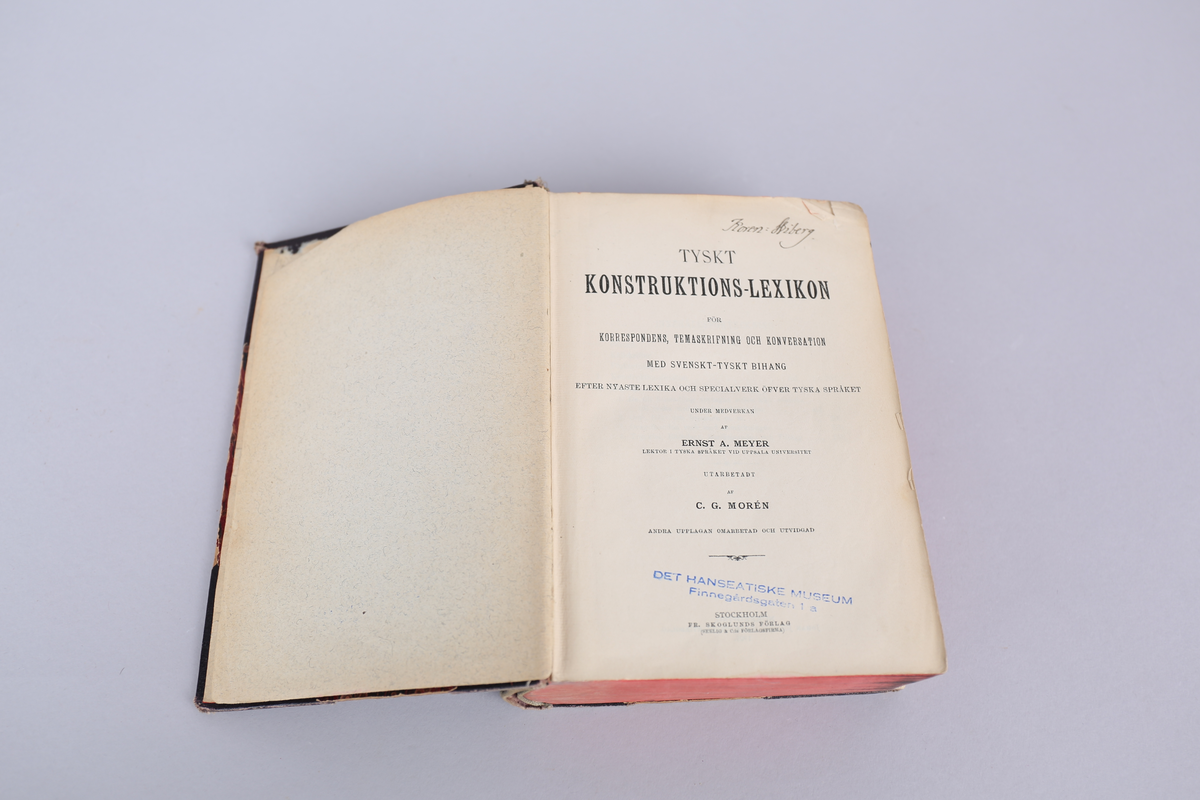 TYSKT
KONSTRUKTIONS-LEXIKON
FÖR
KORRESPONDENS, TEMASKRIFNING OCH KONVERSATION
MED SVENSKT-TYSKT BIHANG
EFTER NYASTE LEXIKA OCH SPECIALVERK ÖFVER TYSKA SPRÅKET
UNDER MEDVERKAN
AF
ERNST A. MEYER
LEKTOR I TYSKA SPRÅKET VID UPPSALA UNIVERSITET
UTARBETADT
AF
C. G. MORÉN
ANDRA UPPLAGAN OMARBETAD OCH UTVIDGAD
DET HANSEATISKE MUSEUM
Finnegårdsgaten 1 a
STOCKHOLM
FR. SKOGLUNDS FÖRLAG